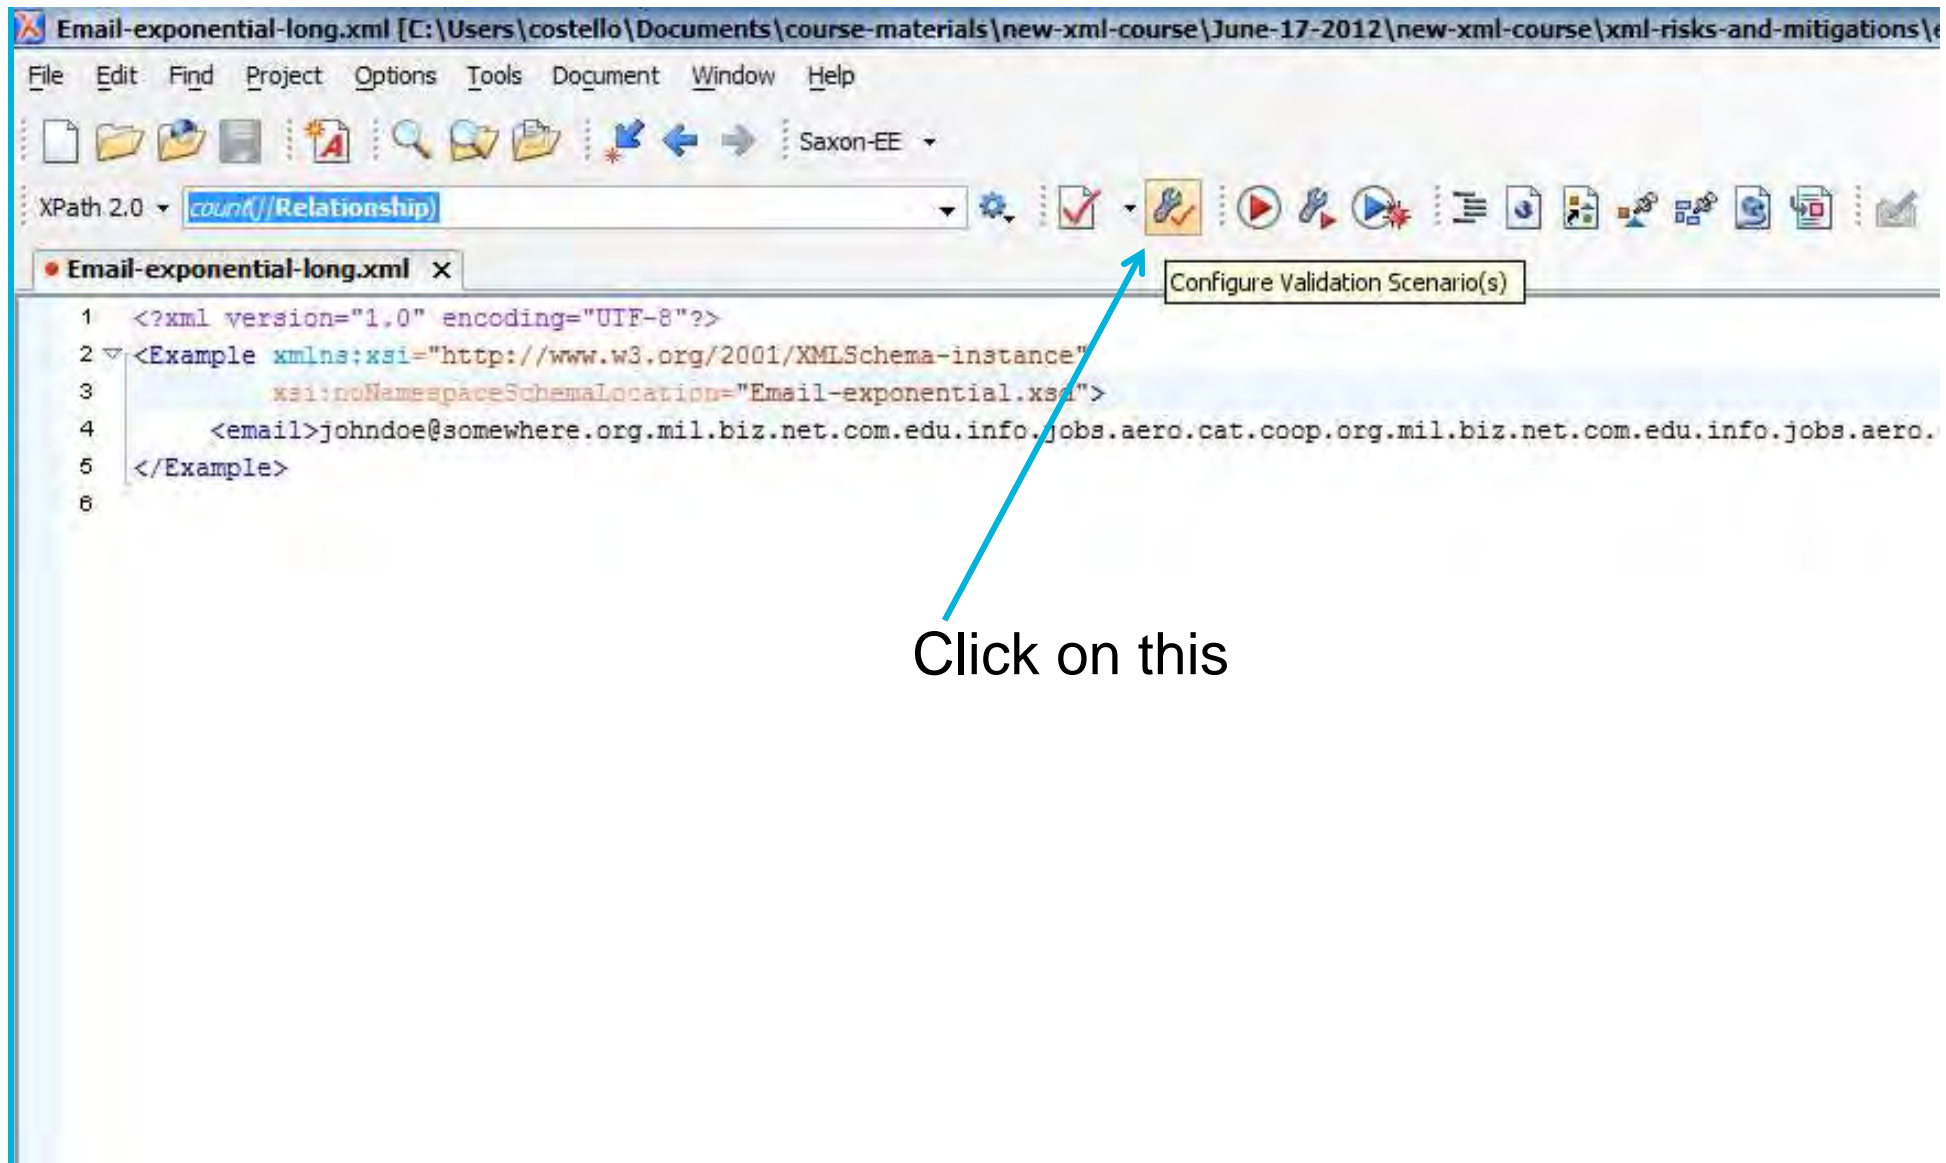 Email-exponential-long.xml [C:\Users\costello\Documents\course-materials\new-xml-course\June-17-2012\new-xml-course\xml-risks-and-mitigations\e
File Edit Find Project Options Tools Document Window Help
Saxon-EE
XPath 2.0 count(//Relationship)
Email-exponential-long.xml X
Configure Validation Scenario(s)
1 <?xml version="1.0" encoding="UTF-8"?>
2 <Example xmlns:xsi="http://www.w3.org/2001/XMLSchema-instance"
3 xsi:noNamespaceSchemaLocation="Email-exponential.xsd">
4 <email>johndoe@somewhere.org.mil.biz.net.com.edu.info.jobs.aero.cat.coop.org.mil.biz.net.com.edu.info.jobs.aero.
5 </Example>
6
Click on this